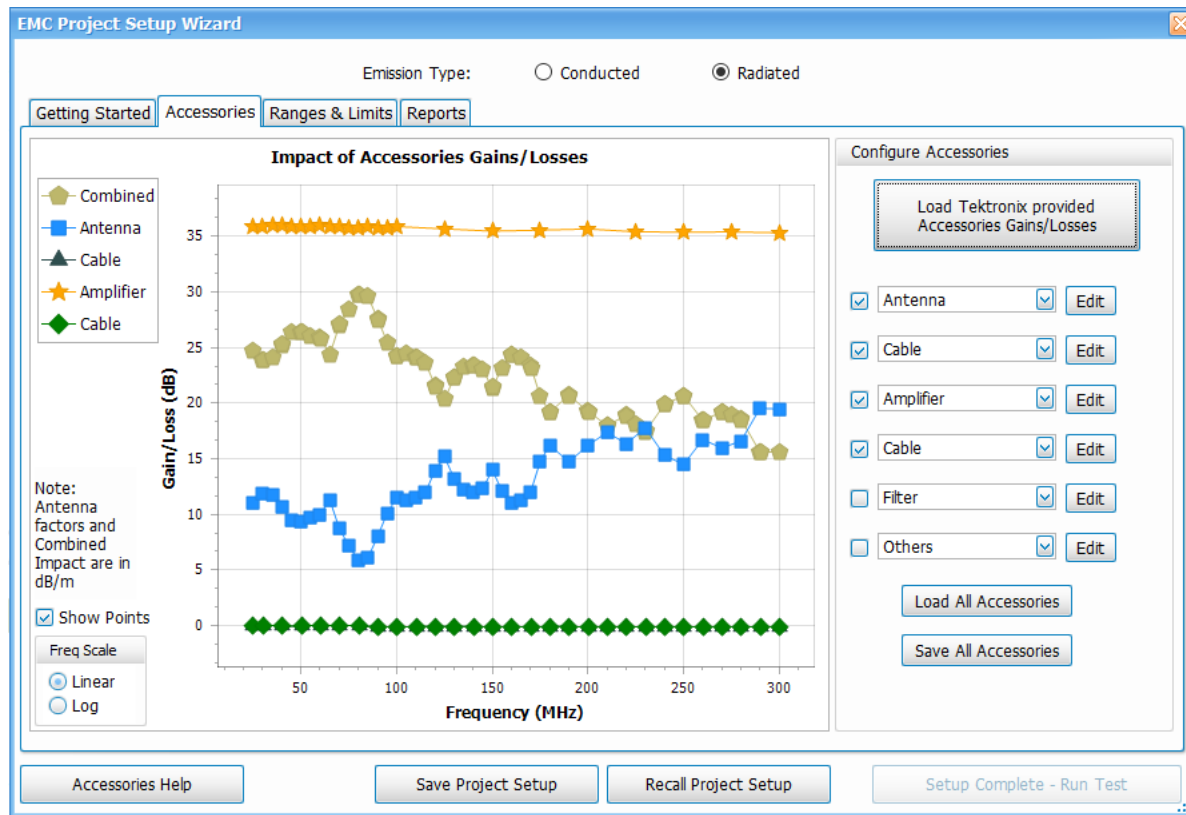 EMC Project Setup Wizard
Emission Type:
Conducted
Radiated
Getting Started
Accessories
Ranges & Limits
Reports
Impact of Accessories Gains/Losses
Combined
Antenna
Cable
Amplifier
Cable
Note:
Antenna
factors and
Combined
Impact are in
dB/m
Show Points
Freq Scale
Linear
Log
Gain/Loss (dB)
35
30
25
20
15
10
5
0
50
100
150
200
250
300
Frequency (MHz)
Configure Accessories
Load Tektronix provided
Accessories Gains/Losses
Antenna
Edit
Cable
Edit
Amplifier
Edit
Cable
Edit
Filter
Edit
Others
Edit
Load All Accessories
Save All Accessories
Accessories Help
Save Project Setup
Recall Project Setup
Setup Complete - Run Test